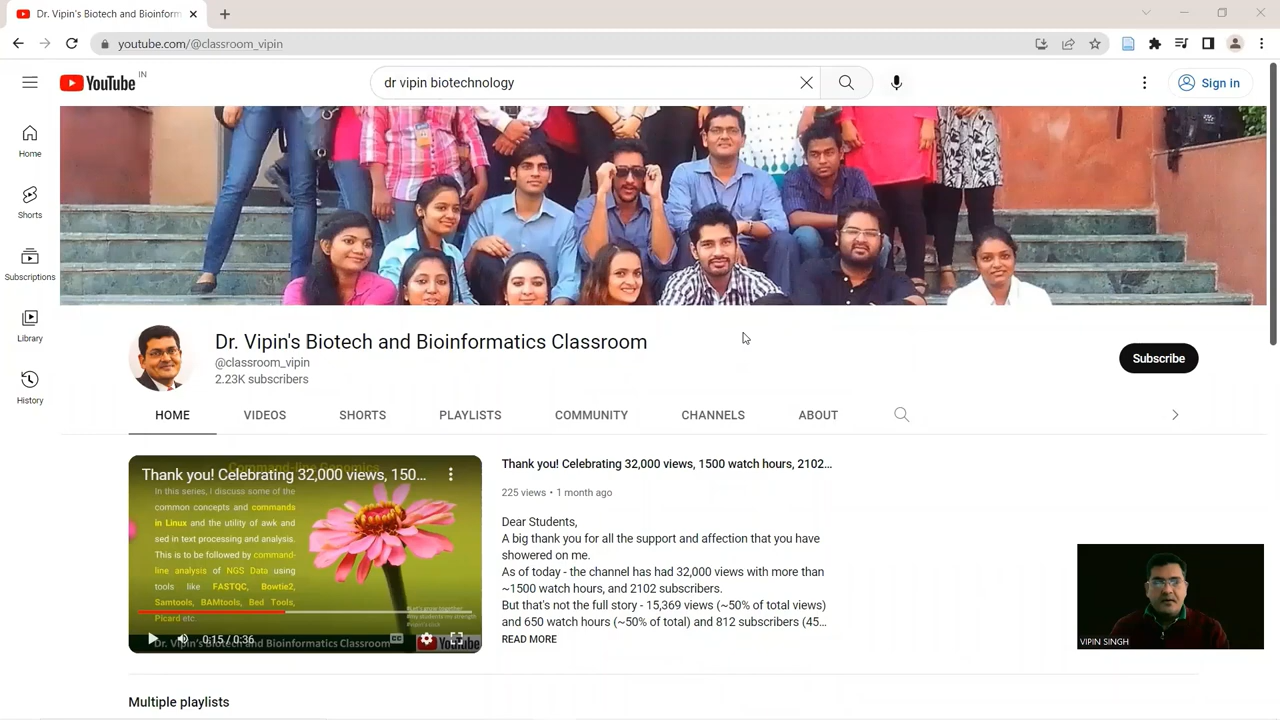 Dr. Vipin's Biotech and Bioinform
youtube.com/@classroom_vipin
YouTube IN
dr vipin biotechnology
Sign in
Home
Shorts
Subscriptions
Library
History
Dr. Vipin's Biotech and Bioinformatics Classroom
@classroom_vipin
2.23K subscribers
Subscribe
HOME VIDEOS SHORTS PLAYLISTS COMMUNITY CHANNELS ABOUT
Thank you! Celebrating 32,000 views, 150...
In this series, I discuss some of the
common concepts and commands
in Linux and the utility of awk and
sed in text processing and analysis.
This is to be followed by command-
line analysis of NGS Data using
tools like FASTQC, Bowtie2,
Samtools, BAMtools, Bed Tools,
Picard etc.
0:15 / 0:36
Dr. Vipin's Biotech and Bioinformatics Classroom
YouTube
Thank you! Celebrating 32,000 views, 1500 watch hours, 2102...
225 views • 1 month ago
Dear Students,
A big thank you for all the support and affection that you have
showered on me.
As of today - the channel has had 32,000 views with more than
~1500 watch hours, and 2102 subscribers.
But that's not the full story - 15,369 views (~50% of total views)
and 650 watch hours (~50% of total) and 812 subscribers (45...
READ MORE
VIPIN SINGH
Multiple playlists